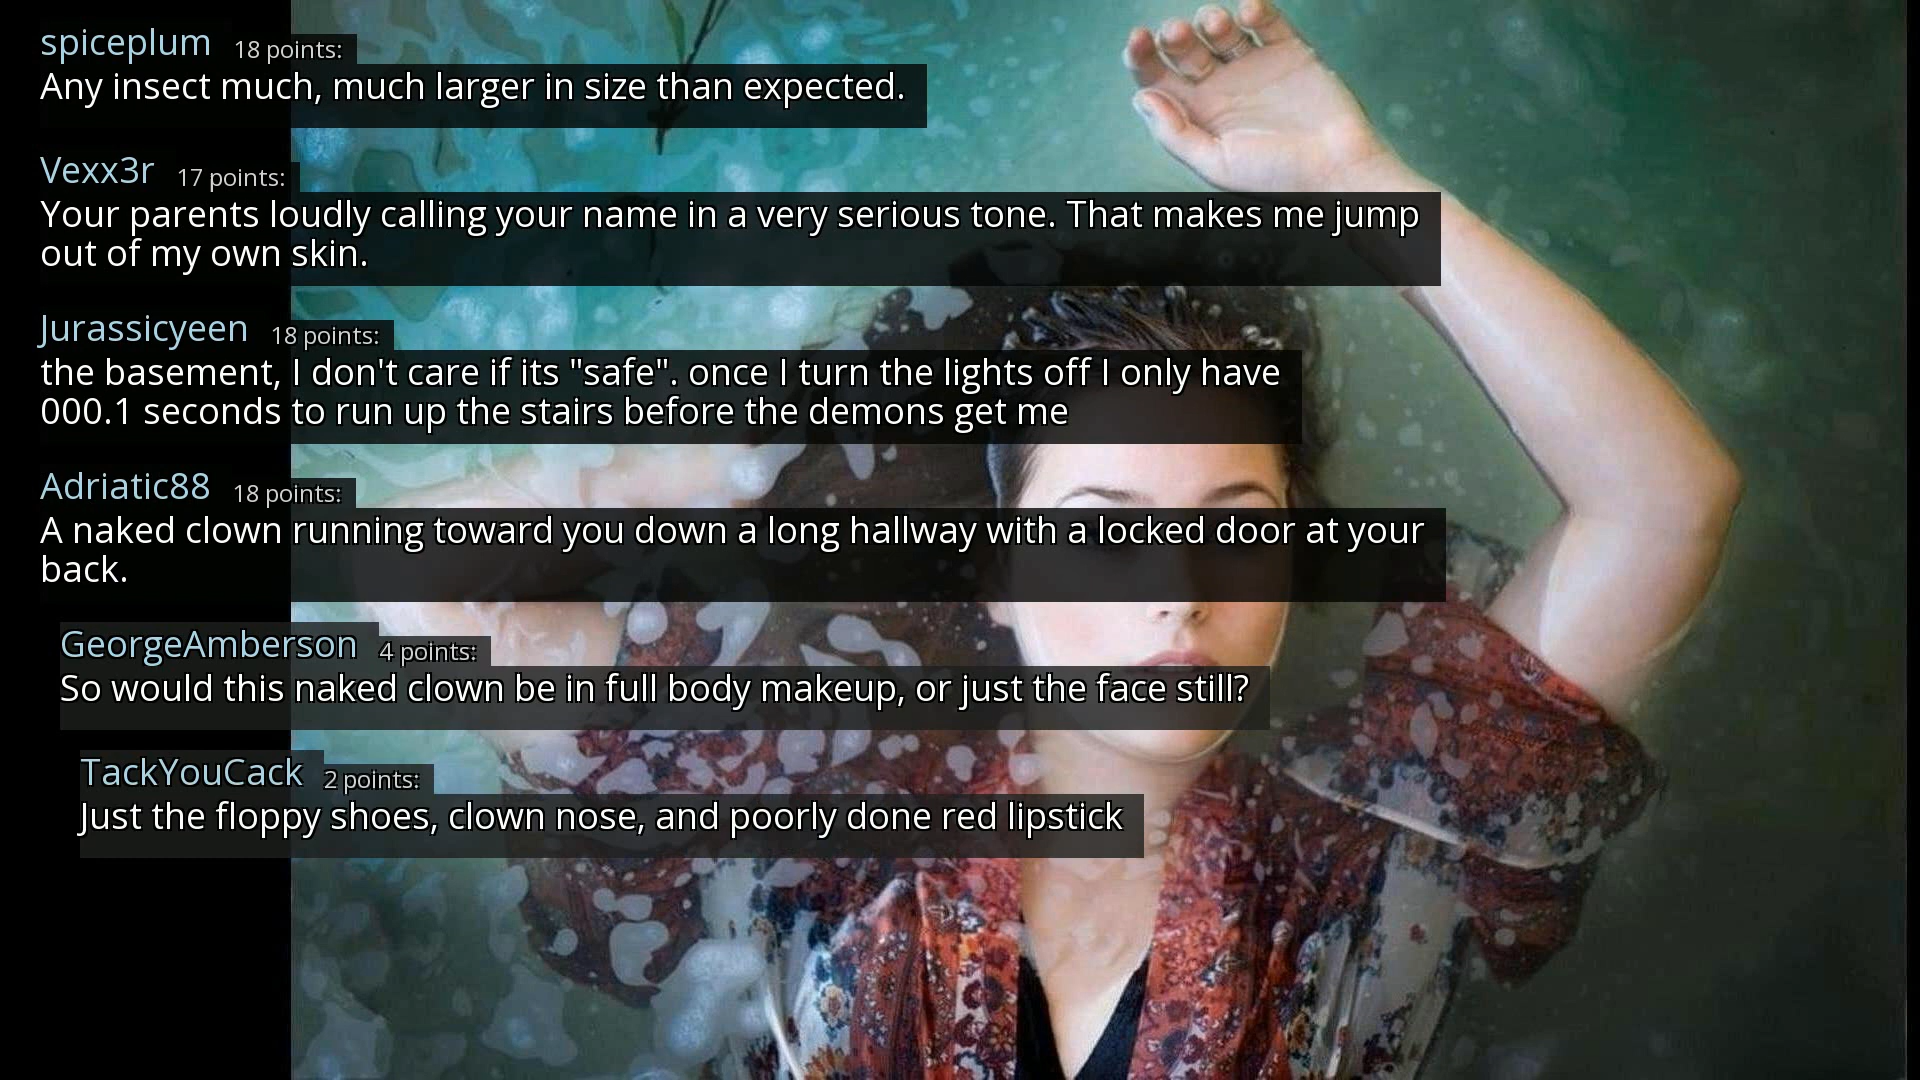 spiceplum 18 points:
Any insect much, much larger in size than expected.
Vexx3r 17 points:
Your parents loudly calling your name in a very serious tone. That makes me jump
out of my own skin.
Jurassicyeen 18 points:
the basement, I don't care if its "safe". once I turn the lights off I only have
000.1 seconds to run up the stairs before the demons get me
Adriatic88 18 points:
A naked clown running toward you down a long hallway with a locked door at your
back.
GeorgeAmberson 4 points:
So would this naked clown be in full body makeup, or just the face still?
TackYouCack 2 points:
Just the floppy shoes, clown nose, and poorly done red lipstick